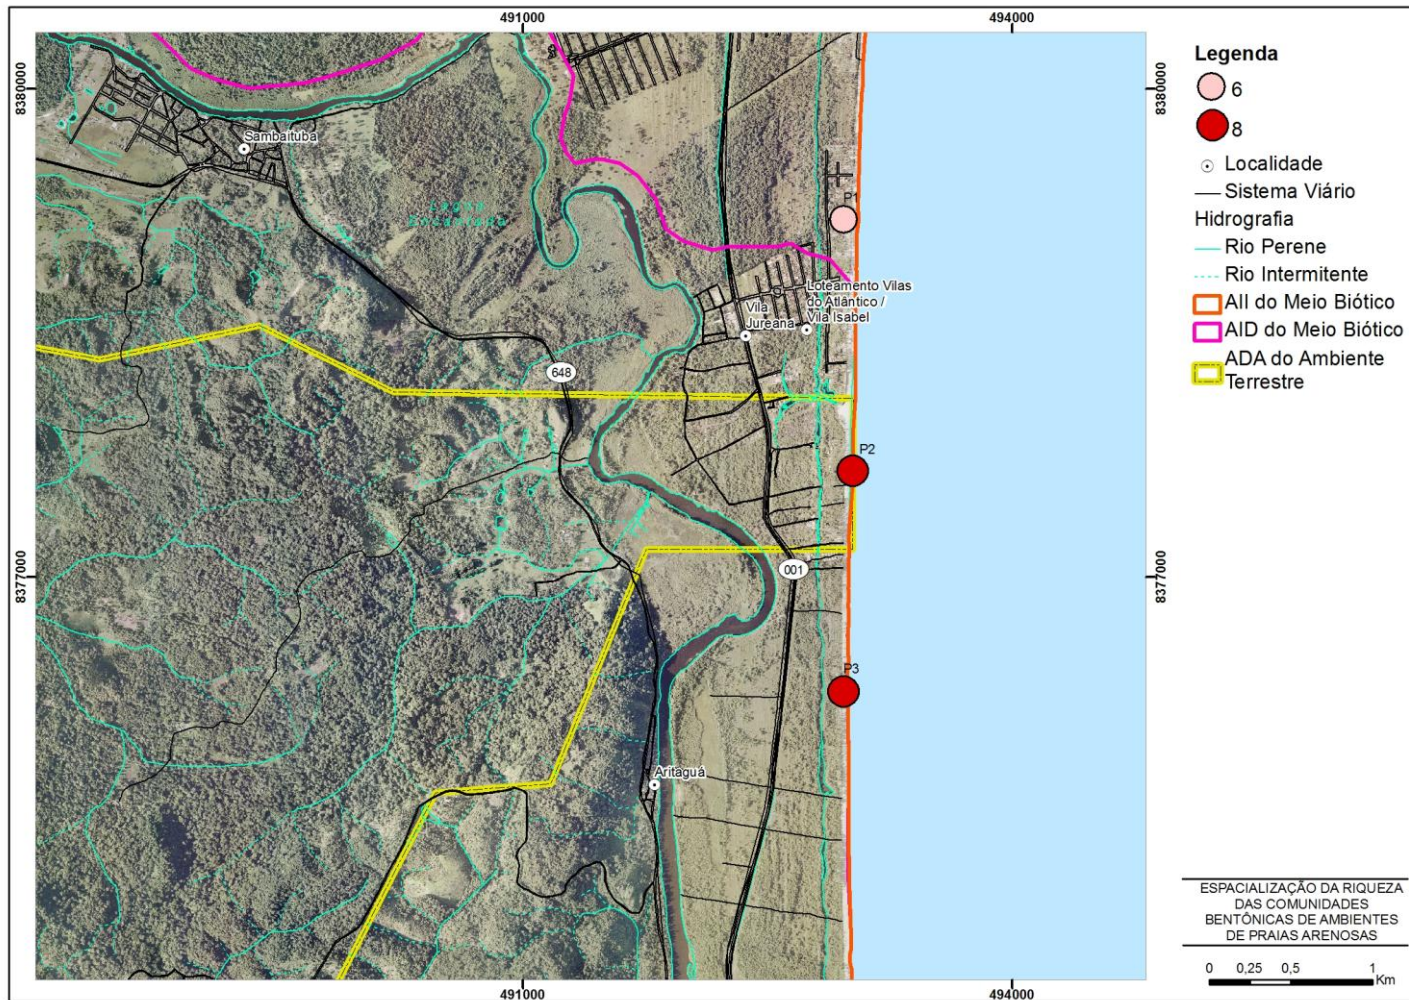 491000
494000
8380000
8380000
Sambaituba
Lagoa
Encantada
P1
Loteamento Vilas
do Atlântico /
Vila Isabel
Vila
Jureana
648
P2
001
8377000
8377000
P3
Aritaguá
491000
494000
Legenda
6
8
Localidade
Sistema Viário
Hidrografia
Rio Perene
Rio Intermitente
AII do Meio Biótico
AID do Meio Biótico
ADA do Ambiente
Terrestre
ESPACIALIZAÇÃO DA RIQUEZA
DAS COMUNIDADES
BENTÔNICAS DE AMBIENTES
DE PRAIAS ARENOSAS
0 0,25 0,5 1
Km